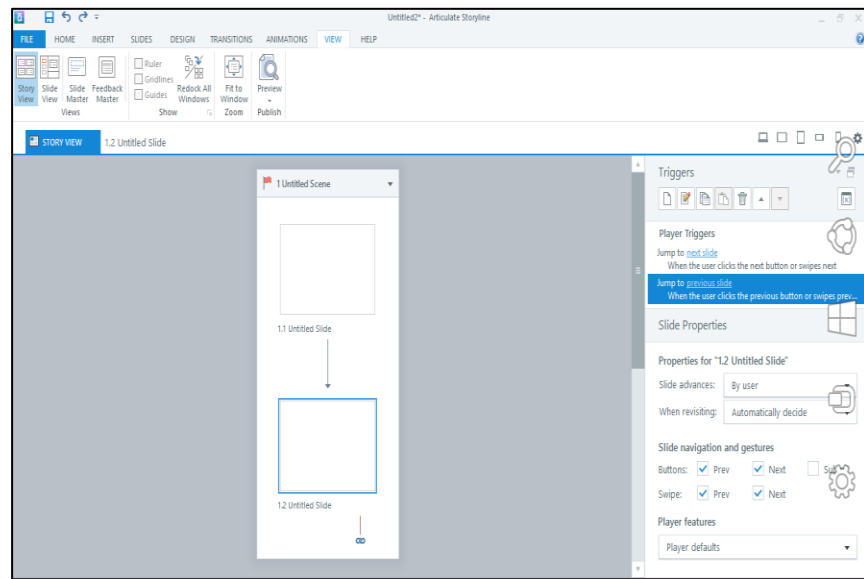 Untitled2* - Articulate Storyline
FILE HOME INSERT SLIDES DESIGN TRANSITIONS ANIMATIONS VIEW HELP
Story View
Slide View
Slide Master
Feedback Master
Views
Ruler
Gridlines
Guides
Redock All Windows
Show
Fit to Window
Zoom
Preview
Publish
STORY VIEW 1.2 Untitled Slide
1 Untitled Scene
1.1 Untitled Slide
1.2 Untitled Slide
Triggers
Player Triggers
Jump to next slide
When the user clicks the next button or swipes next
Jump to previous slide
When the user clicks the previous button or swipes prev...
Slide Properties
Properties for "1.2 Untitled Slide"
Slide advances: By user
When revisiting: Automatically decide
Slide navigation and gestures
Buttons: Prev Next
Swipe: Prev Next
Player features
Player defaults